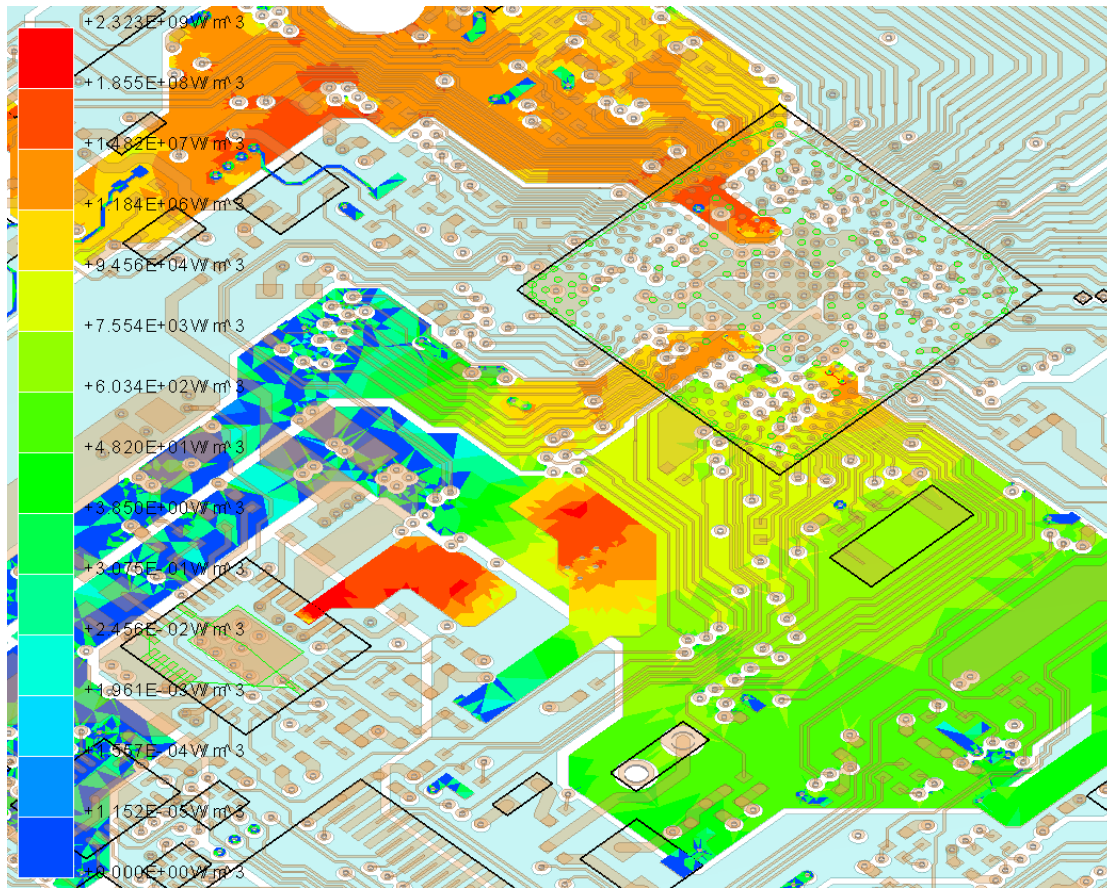 +2.323E+09W/m^3
+1.855E+08W/m^3
+1.482E+07W/m^3
+1.184E+06W/m^3
+9.456E+04W/m^3
+7.554E+03W/m^3
+6.034E+02W/m^3
+4.820E+01W/m^3
+3.850E+00W/m^3
+3.075E-01W/m^3
+2.456E-02W/m^3
+1.961E-03W/m^3
+1.557E-04W/m^3
+1.152E-05W/m^3
+0.000E+00W/m^3